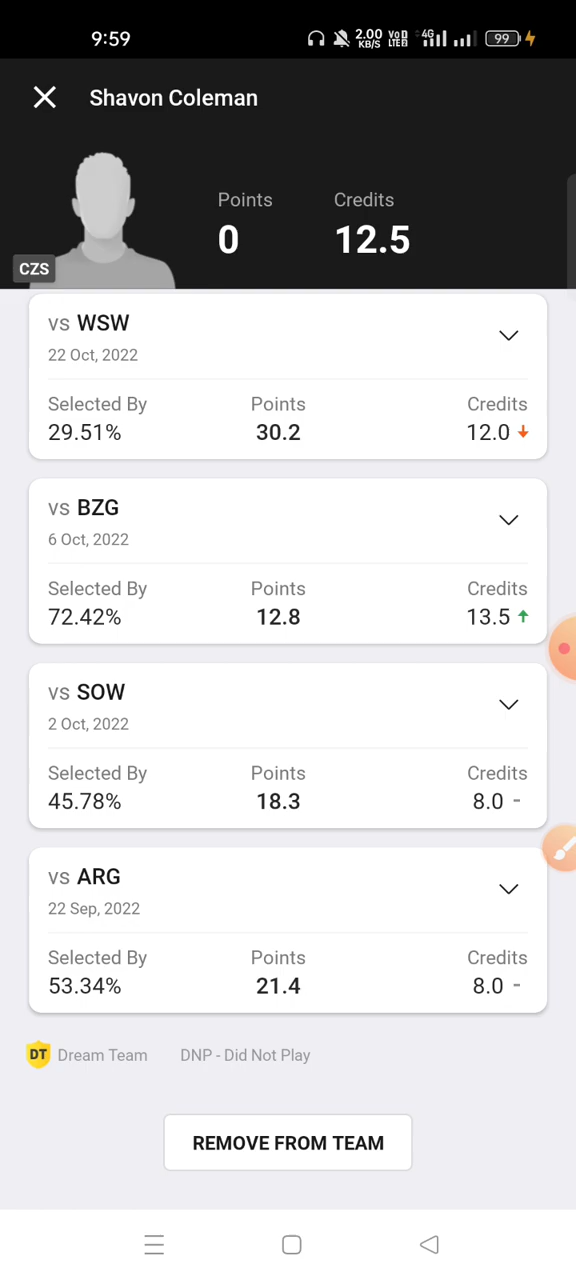 9:59
2.00 KB/S
VoD LTE2
4G
99
Shavon Coleman
Points
Credits
0
12.5
CZS
vs WSW
22 Oct, 2022
Selected By
Points
Credits
29.51%
30.2
12.0
vs BZG
6 Oct, 2022
Selected By
Points
Credits
72.42%
12.8
13.5
vs SOW
2 Oct, 2022
Selected By
Points
Credits
45.78%
18.3
8.0 -
vs ARG
22 Sep, 2022
Selected By
Points
Credits
53.34%
21.4
8.0 -
DT Dream Team
DNP - Did Not Play
REMOVE FROM TEAM